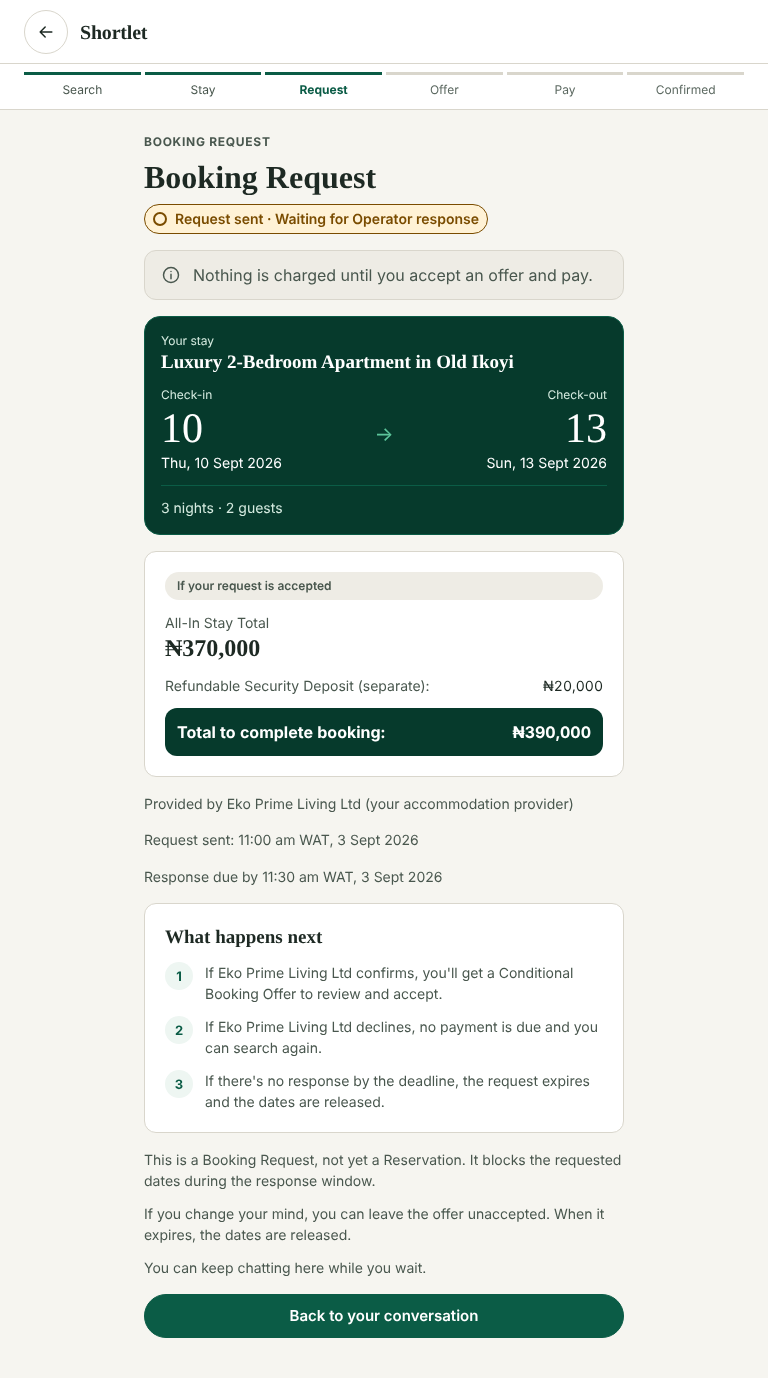 Shortlet
Search
Stay
Request
Offer
Pay
Confirmed
BOOKING REQUEST
Booking Request
Request sent · Waiting for Operator response
Nothing is charged until you accept an offer and pay.
Your stay
Luxury 2-Bedroom Apartment in Old Ikoyi
Check-in
Check-out
10
→
13
Thu, 10 Sept 2026
Sun, 13 Sept 2026
3 nights · 2 guests
If your request is accepted
All-In Stay Total
₦370,000
Refundable Security Deposit (separate):
₦20,000
Total to complete booking:
₦390,000
Provided by Eko Prime Living Ltd (your accommodation provider)
Request sent: 11:00 am WAT, 3 Sept 2026
Response due by 11:30 am WAT, 3 Sept 2026
What happens next
1
If Eko Prime Living Ltd confirms, you'll get a Conditional
Booking Offer to review and accept.
2
If Eko Prime Living Ltd declines, no payment is due and you
can search again.
3
If there's no response by the deadline, the request expires
and the dates are released.
This is a Booking Request, not yet a Reservation. It blocks the requested
dates during the response window.
If you change your mind, you can leave the offer unaccepted. When it
expires, the dates are released.
You can keep chatting here while you wait.
Back to your conversation